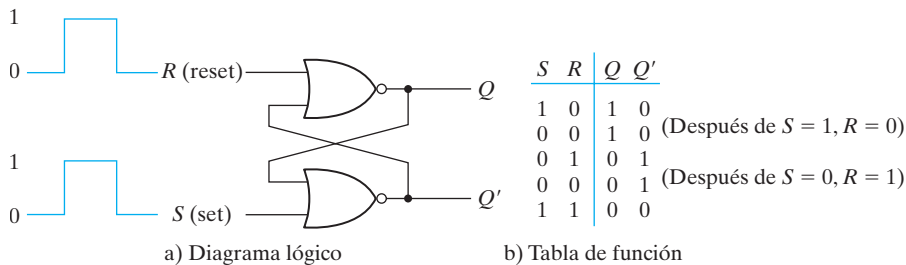 1
0
R (reset)
Q
1
0
S (set)
Q'
a) Diagrama lógico
S R Q Q'
1 0 1 0
0 0 1 0 (Después de S = 1, R = 0)
0 1 0 1
0 0 0 1 (Después de S = 0, R = 1)
1 1 0 0
b) Tabla de función